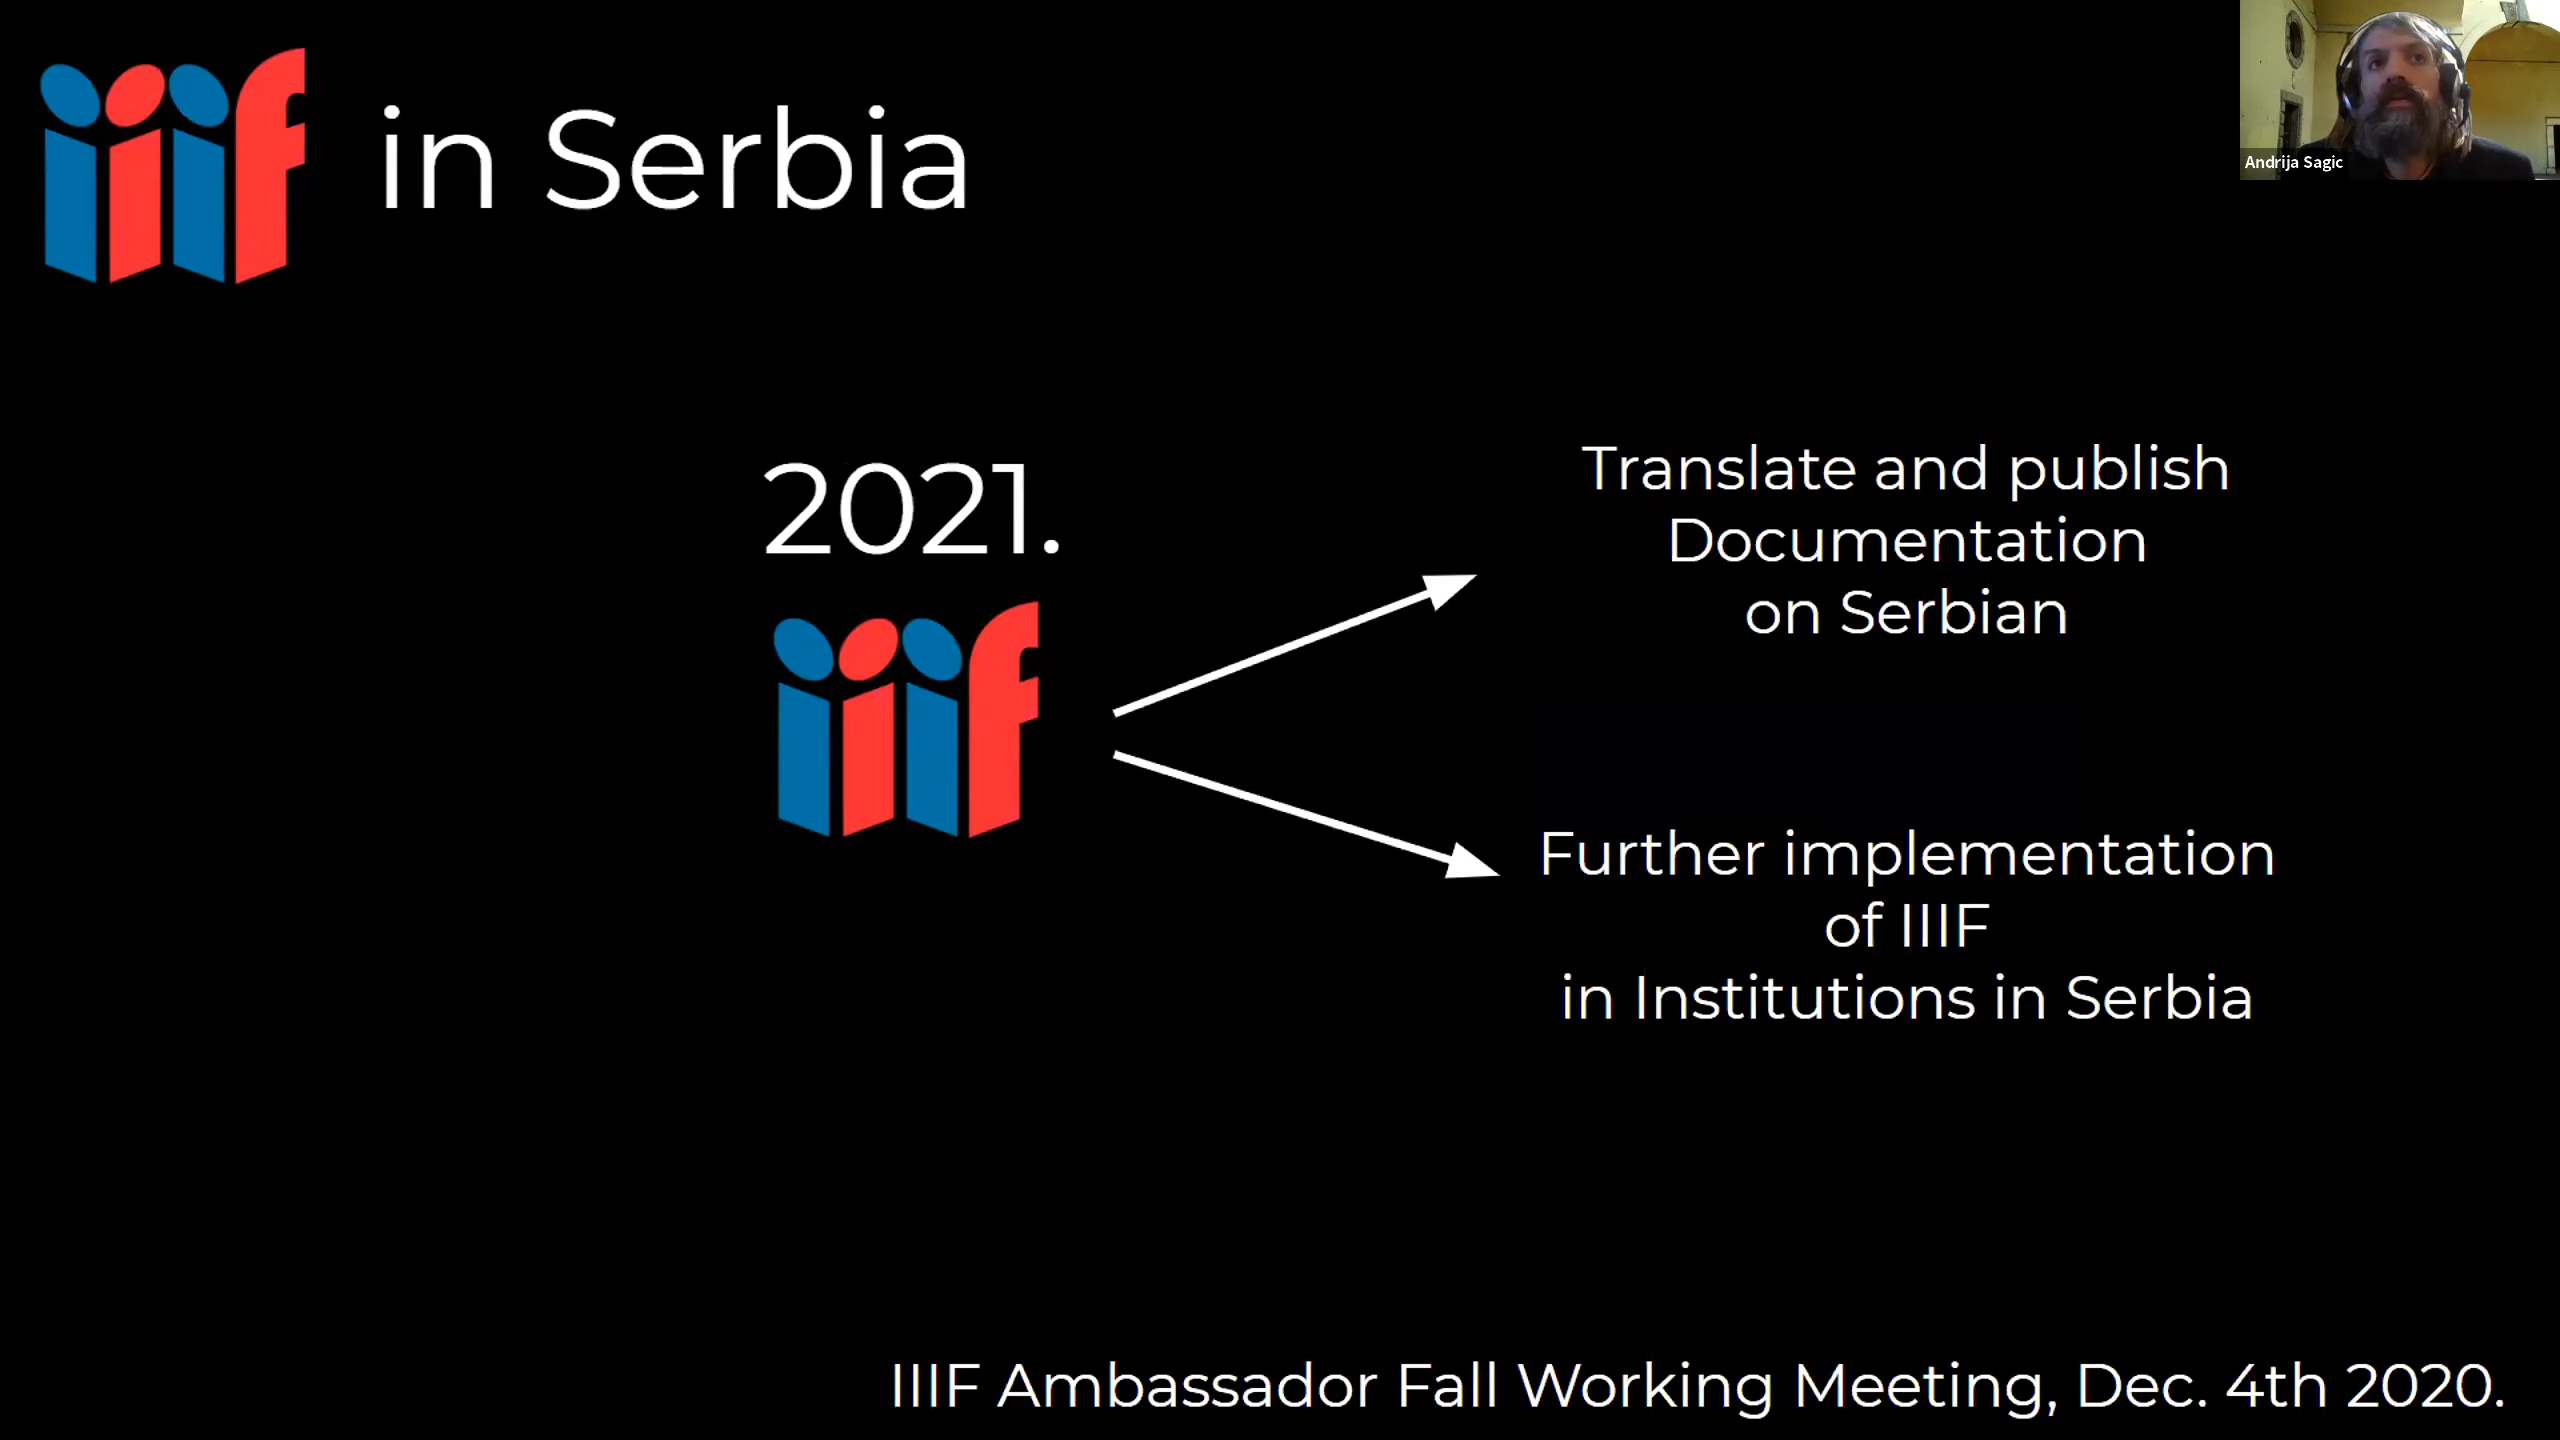 iiif in Serbia
Andrija Sagic
2021.
iiif
Translate and publish
Documentation
on Serbian
Further implementation
of IIIF
in Institutions in Serbia
IIIF Ambassador Fall Working Meeting, Dec. 4th 2020.